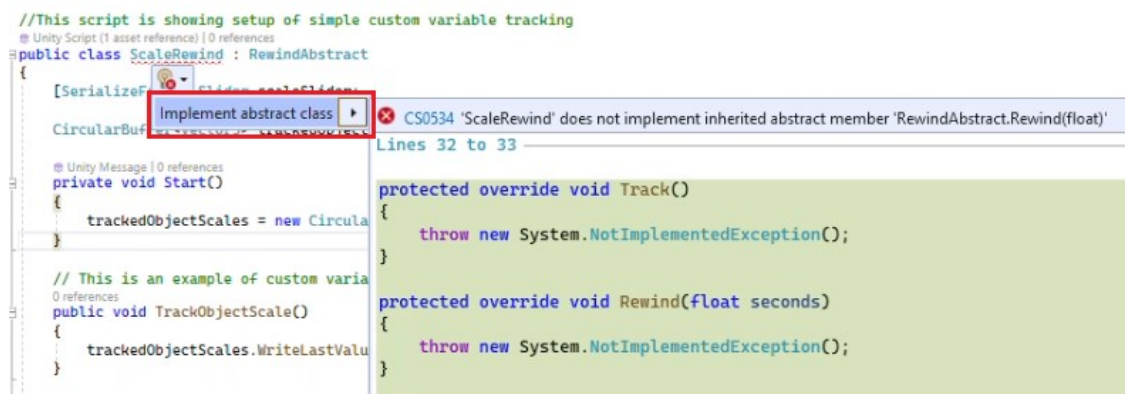 //This script is showing setup of simple custom variable tracking
Unity Script (1 asset reference) | 0 references
public class ScaleRewind : RewindAbstract
{
[SerializeF
Implement abstract class
CS0534 'ScaleRewind' does not implement inherited abstract member 'RewindAbstract.Rewind(float)'
Lines 32 to 33
Unity Message | 0 references
private void Start()
{
trackedObjectScales = new Circula
}
// This is an example of custom varia
0 references
public void TrackObjectScale()
{
trackedObjectScales.WriteLastValu
}
protected override void Track()
{
throw new System.NotImplementedException();
}
protected override void Rewind(float seconds)
{
throw new System.NotImplementedException();
}